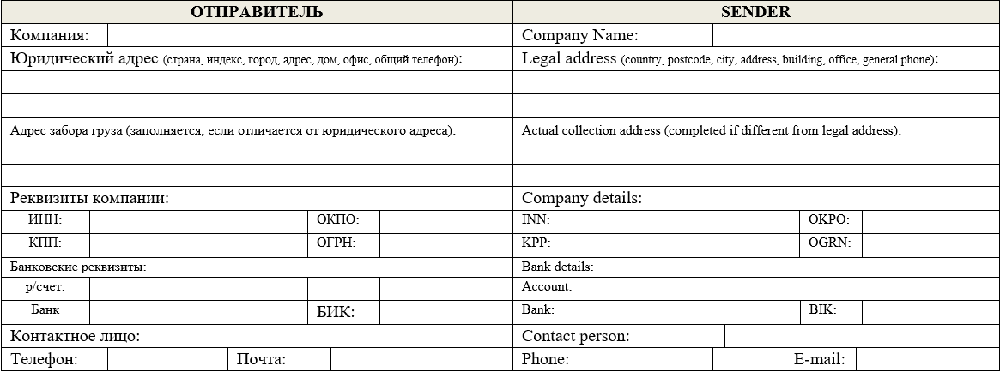 ОТПРАВИТЕЛЬ SENDER
Компания: Company Name:
Юридический адрес (страна, индекс, город, адрес, дом, офис, общий телефон): Legal address (country, postcode, city, address, building, office, general phone):
Адрес забора груза (заполняется, если отличается от юридического адреса): Actual collection address (completed if different from legal address):
Реквизиты компании: Company details:
ИНН: ОКПО: INN: OKPO:
КПП: ОГРН: KPP: OGRN:
Банковские реквизиты: Bank details:
р/счет: Account:
Банк БИК: Bank: BIK:
Контактное лицо: Contact person:
Телефон: Почта: Phone: E-mail: